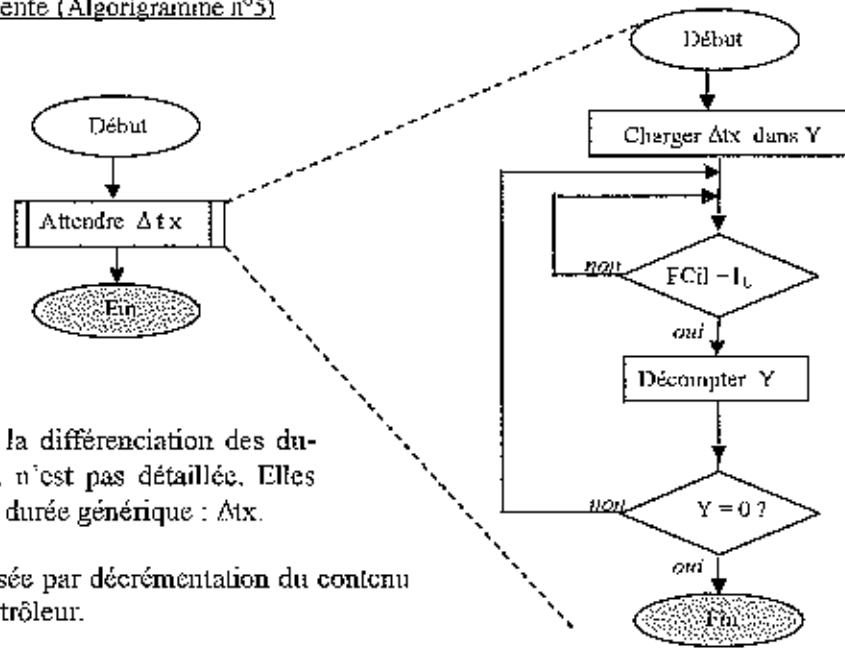 ente (Algorigramme n°5)
Début
Attendre Δtx
Fin
la différenciation des du-
n'est pas détaillée. Elles
durée générique : Δtx.
sée par décrémentation du contenu
trôleur.
Début
Charger Δtx dans Y
non
oui
Décompter Y
non
Y = 0 ?
oui
Fin